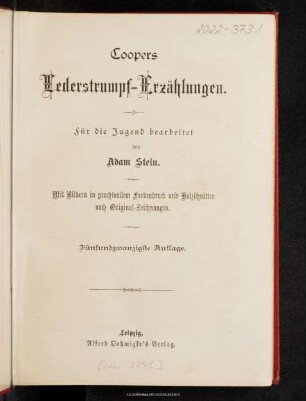 2022-3731
Coopers
Lederstrumpf-Erzählungen.
Für die Jugend bearbeitet
von
Adam Stein.
Mit Bildern in prachtvollem Farbendruck und Holzschnitten
nach Original-Zeichnungen.
Fünfundzwanzigste Auflage.
Leipzig,
Alfred Oehmigke's Verlag.